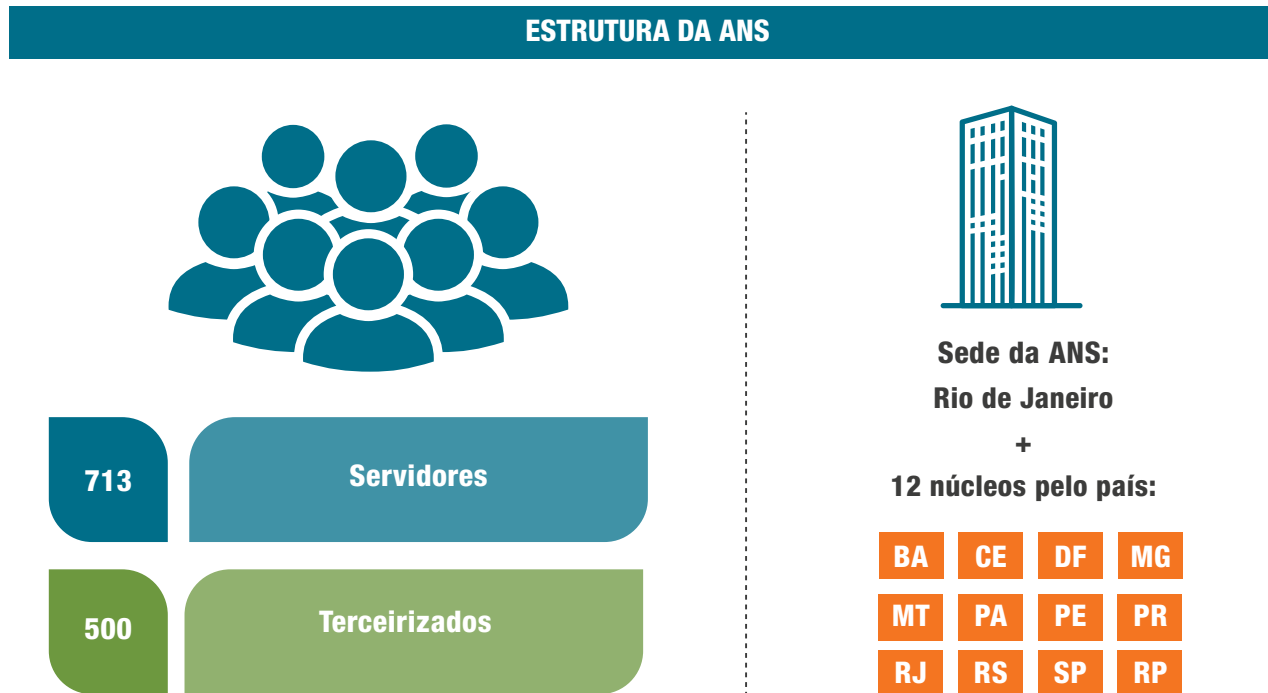 ESTRUTURA DA ANS
713
Servidores
500
Terceirizados
Sede da ANS:
Rio de Janeiro
+
12 núcleos pelo país:
BA CE DF MG
MT PA PE PR
RJ RS SP RP